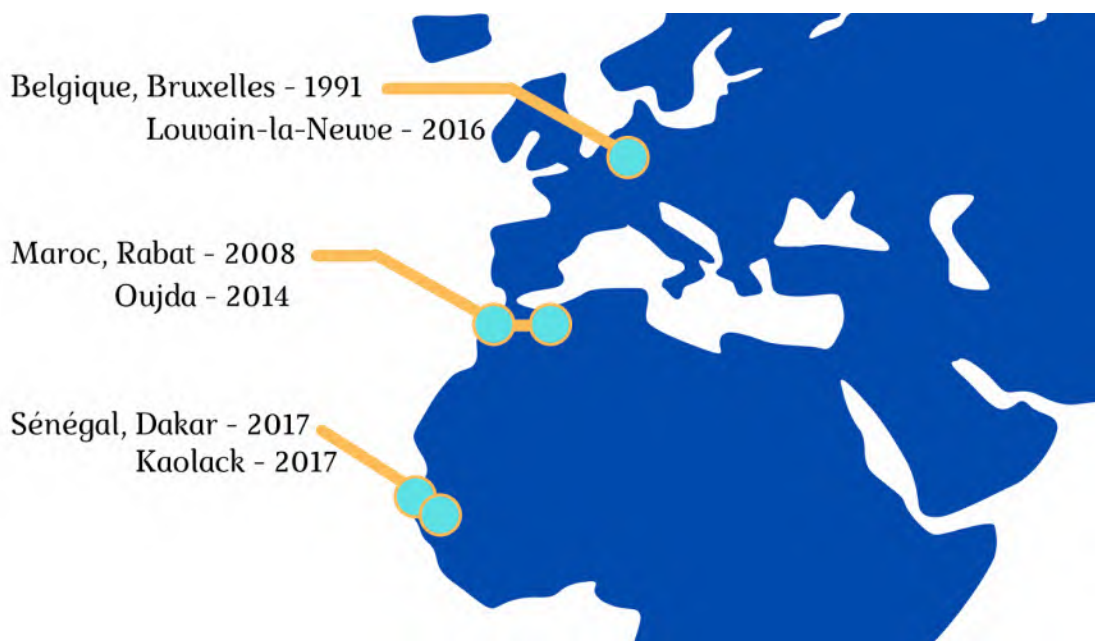 Belgique, Bruxelles - 1991
Louvain-la-Neuve - 2016
Maroc, Rabat - 2008
Oujda - 2014
Sénégal, Dakar - 2017
Kaolack - 2017